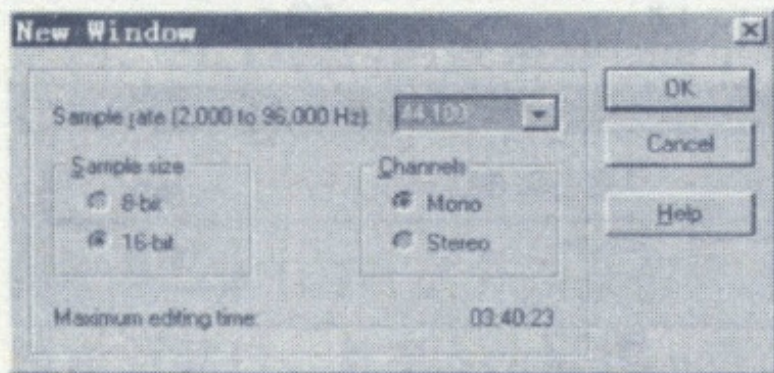 New Window
Sample rate (2,000 to 96,000 Hz): 44,100
OK
Cancel
Help
Sample size
8-bit
16-bit
Channels
Mono
Stereo
Maximum editing time: 03:40:23